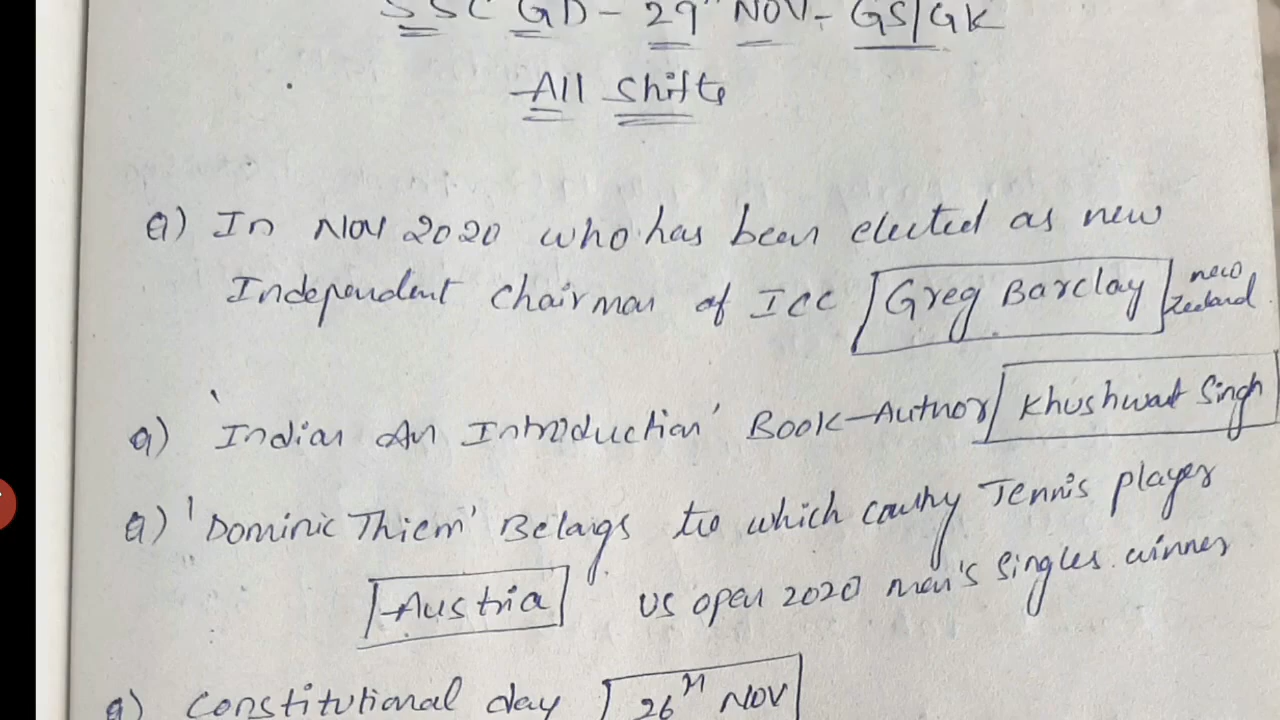 SSC GD - 29th NOV - GS/GK
All Shifts
Q) In Nov 2020 who has been elected as new
Independent chairman of ICC Greg Barclay new Zealand
Q) 'Indian An Introduction' Book-Author Khushwat Singh
Q) 'Dominic Thiem' Belongs to which country Tennis player
Austria US open 2020 men's singles winner
Q) Constitutional day 26th NOV